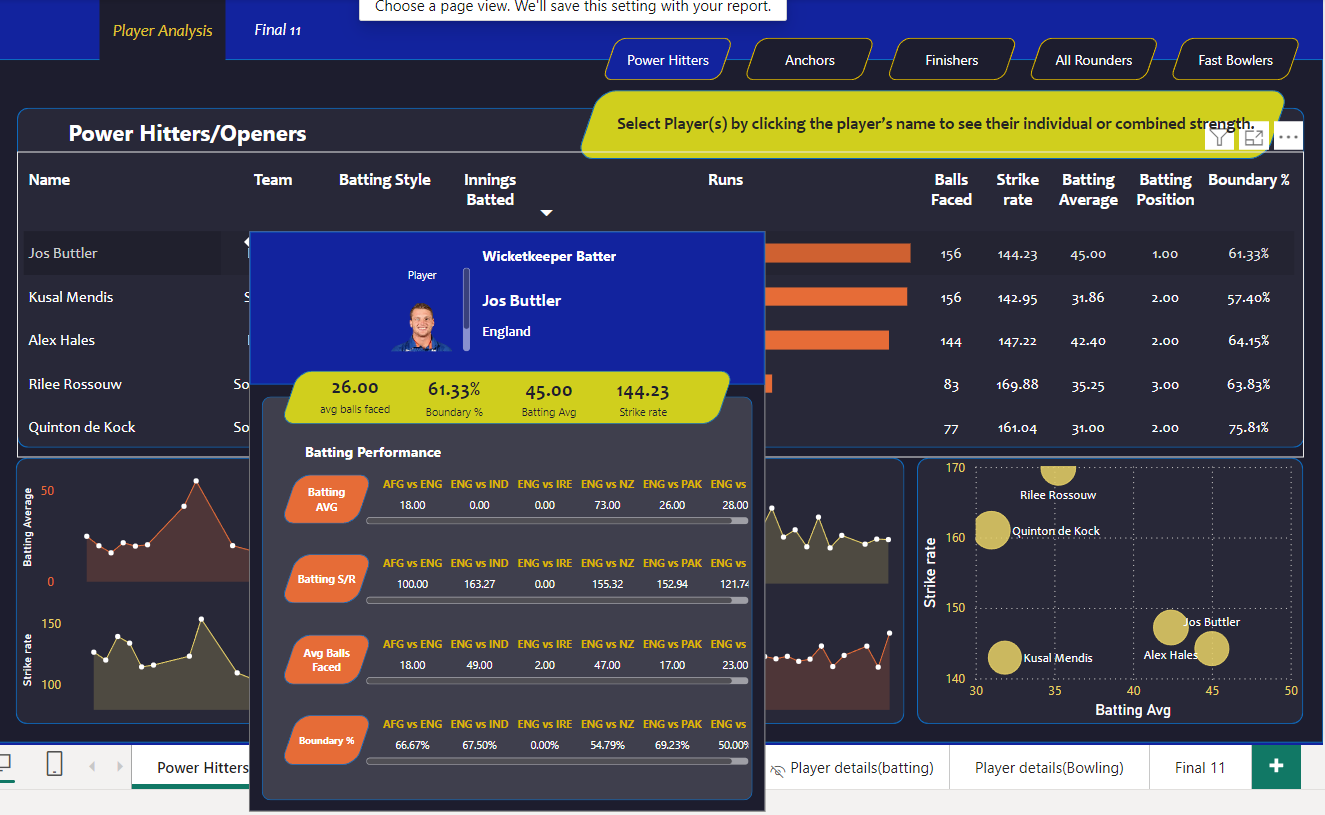 Choose a page view. We'll save this setting with your report.
Player Analysis
Final 11
Power Hitters
Anchors
Finishers
All Rounders
Fast Bowlers
Power Hitters/Openers
Select Player(s) by clicking the player's name to see their individual or combined strength.
Name Team Batting Style Innings Batted Runs Balls Faced Strike rate Batting Average Batting Position Boundary %
Jos Buttler 156 144.23 45.00 1.00 61.33%
Kusal Mendis 156 142.95 31.86 2.00 57.40%
Alex Hales 144 147.22 42.40 2.00 64.15%
Rilee Rossouw So 83 169.88 35.25 3.00 63.83%
Quinton de Kock So 77 161.04 31.00 2.00 75.81%
Wicketkeeper Batter
Player
Jos Buttler
England
26.00 61.33% 45.00 144.23
avg balls faced Boundary % Batting Avg Strike rate
Batting Performance
Batting AVG
AFG vs ENG ENG vs IND ENG vs IRE ENG vs NZ ENG vs PAK ENG vs
18.00 0.00 0.00 73.00 26.00 28.00
Batting S/R
AFG vs ENG ENG vs IND ENG vs IRE ENG vs NZ ENG vs PAK ENG vs
100.00 163.27 0.00 155.32 152.94 121.74
Avg Balls Faced
AFG vs ENG ENG vs IND ENG vs IRE ENG vs NZ ENG vs PAK ENG vs
18.00 49.00 2.00 47.00 17.00 23.00
Boundary %
AFG vs ENG ENG vs IND ENG vs IRE ENG vs NZ ENG vs PAK ENG vs
66.67% 67.50% 0.00% 54.79% 69.23% 50.00%
Batting Average
50
0
Strike rate
150
100
Strike rate
170
160
150
140
Rilee Rossouw
Quinton de Kock
Jos Buttler
Alex Hales
Kusal Mendis
30 35 40 45 50
Batting Avg
Power Hitters
Player details(batting)
Player details(Bowling)
Final 11
+